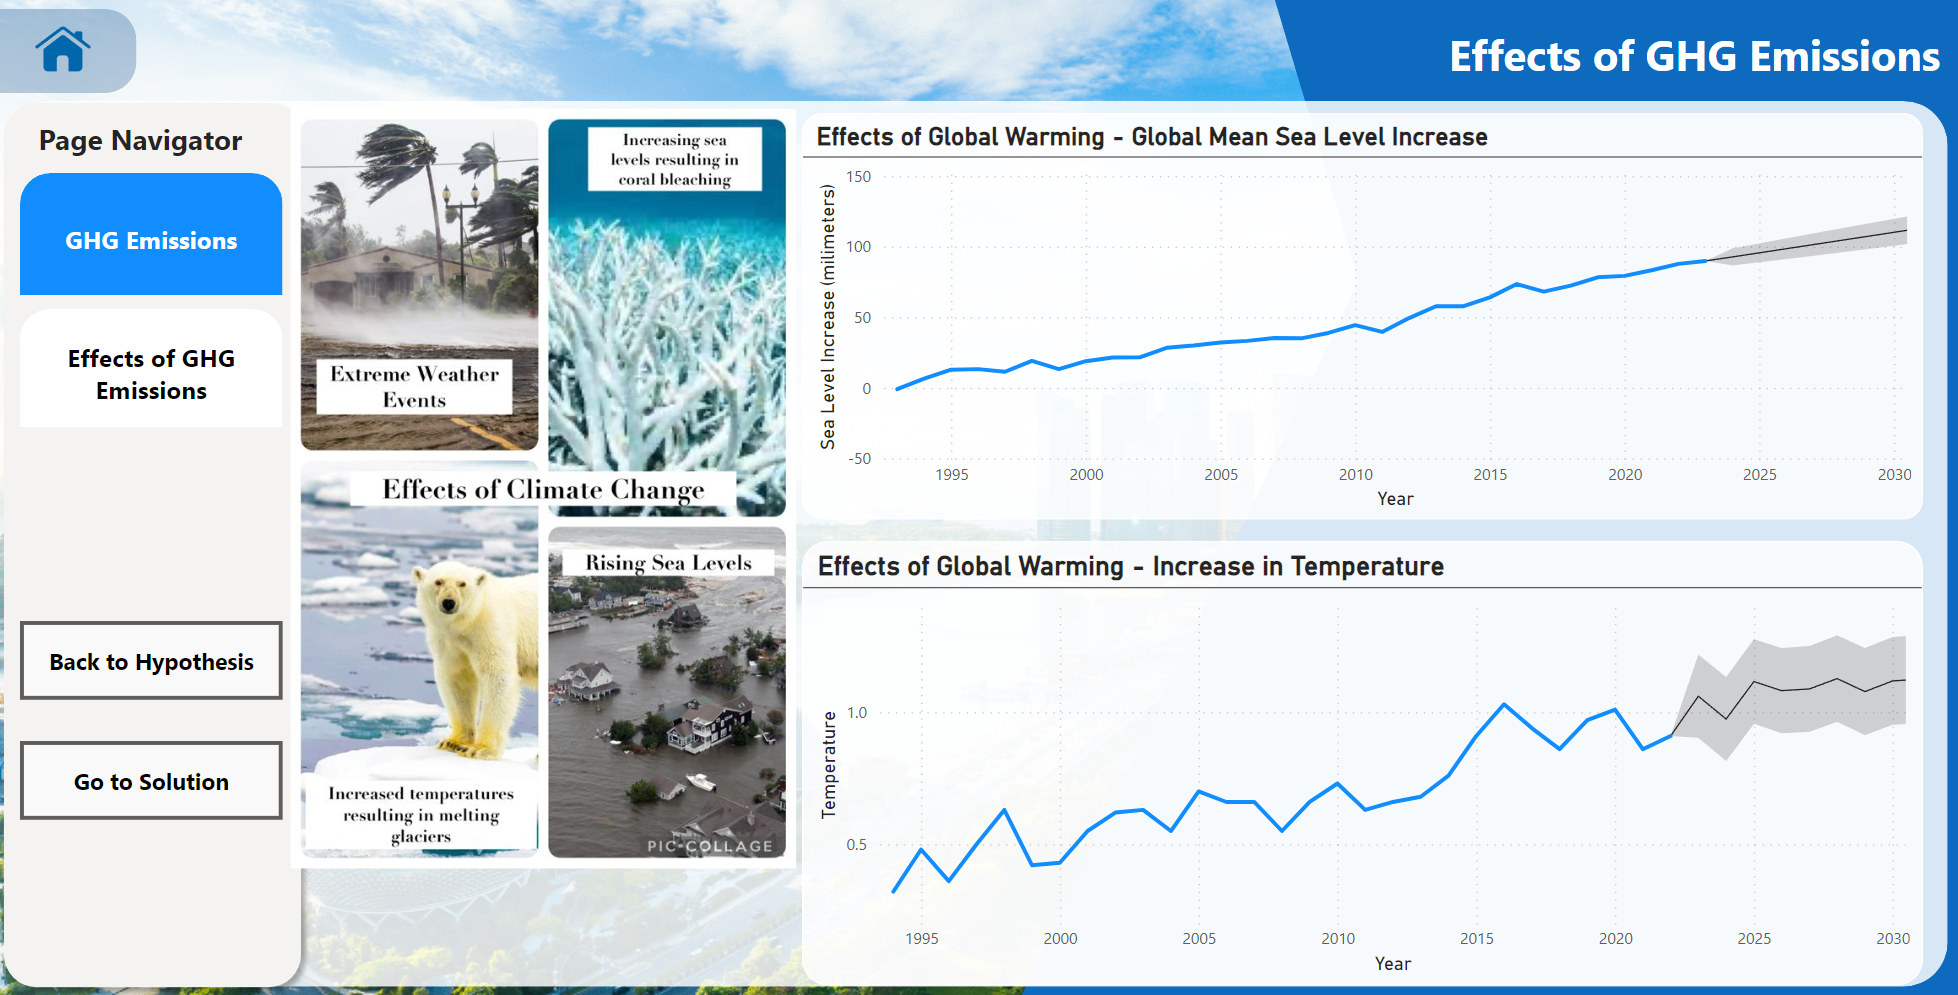 Effects of GHG Emissions
Page Navigator
GHG Emissions
Effects of GHG
Emissions
Back to Hypothesis
Go to Solution
Extreme Weather
Events
Increasing sea
levels resulting in
coral bleaching
Effects of Climate Change
Increased temperatures
resulting in melting
glaciers
Rising Sea Levels
PIC•COLLAGE
Effects of Global Warming - Global Mean Sea Level Increase
Sea Level Increase (milimeters)
150
100
50
0
-50
1995 2000 2005 2010 2015 2020 2025 2030
Year
Effects of Global Warming - Increase in Temperature
Temperature
1.0
0.5
1995 2000 2005 2010 2015 2020 2025 2030
Year